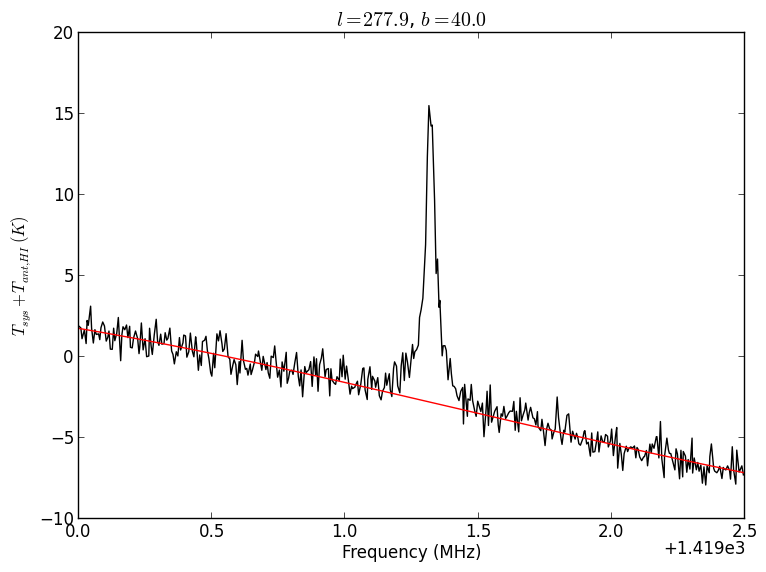 l = 277.9, b = 40.0
20
15
10
5
0
−5
−10
T_sys + T_ant,HI (K)
0.0 0.5 1.0 1.5 2.0 2.5
Frequency (MHz)
+1.419e3